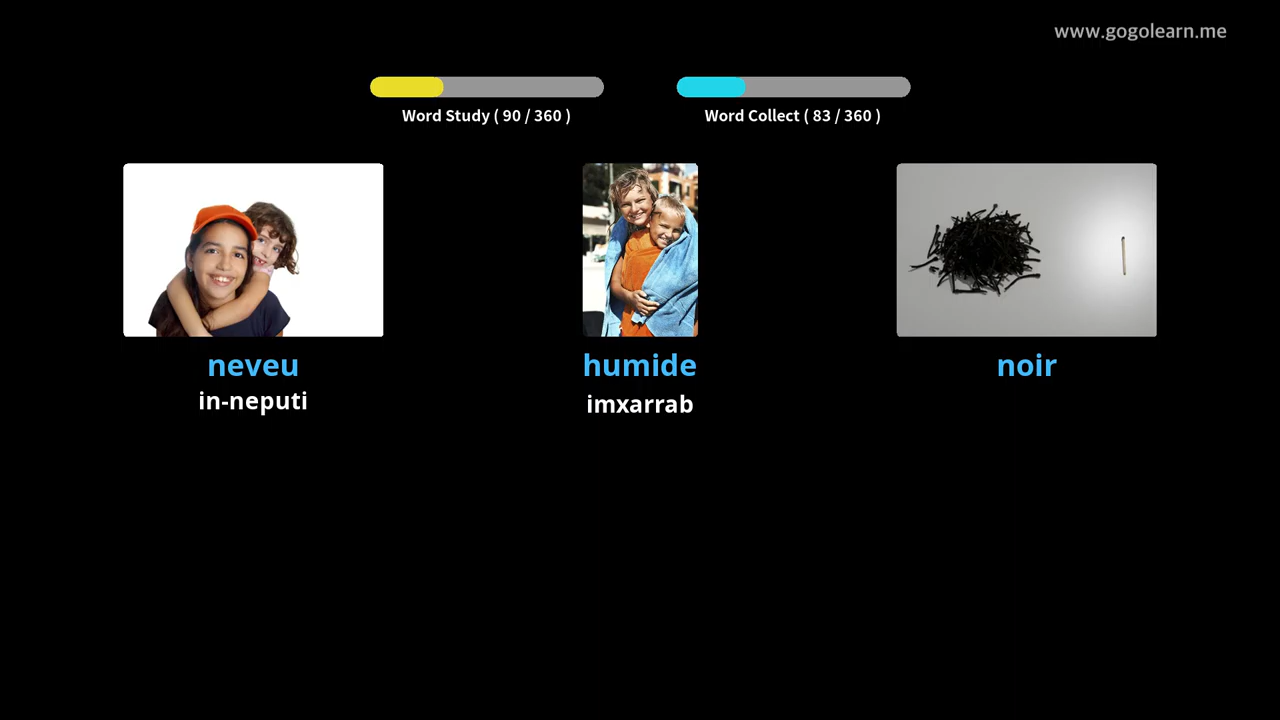 www.gogolearn.me
Word Study ( 90 / 360 )
Word Collect ( 83 / 360 )
neveu
in-neputi
humide
imxarrab
noir